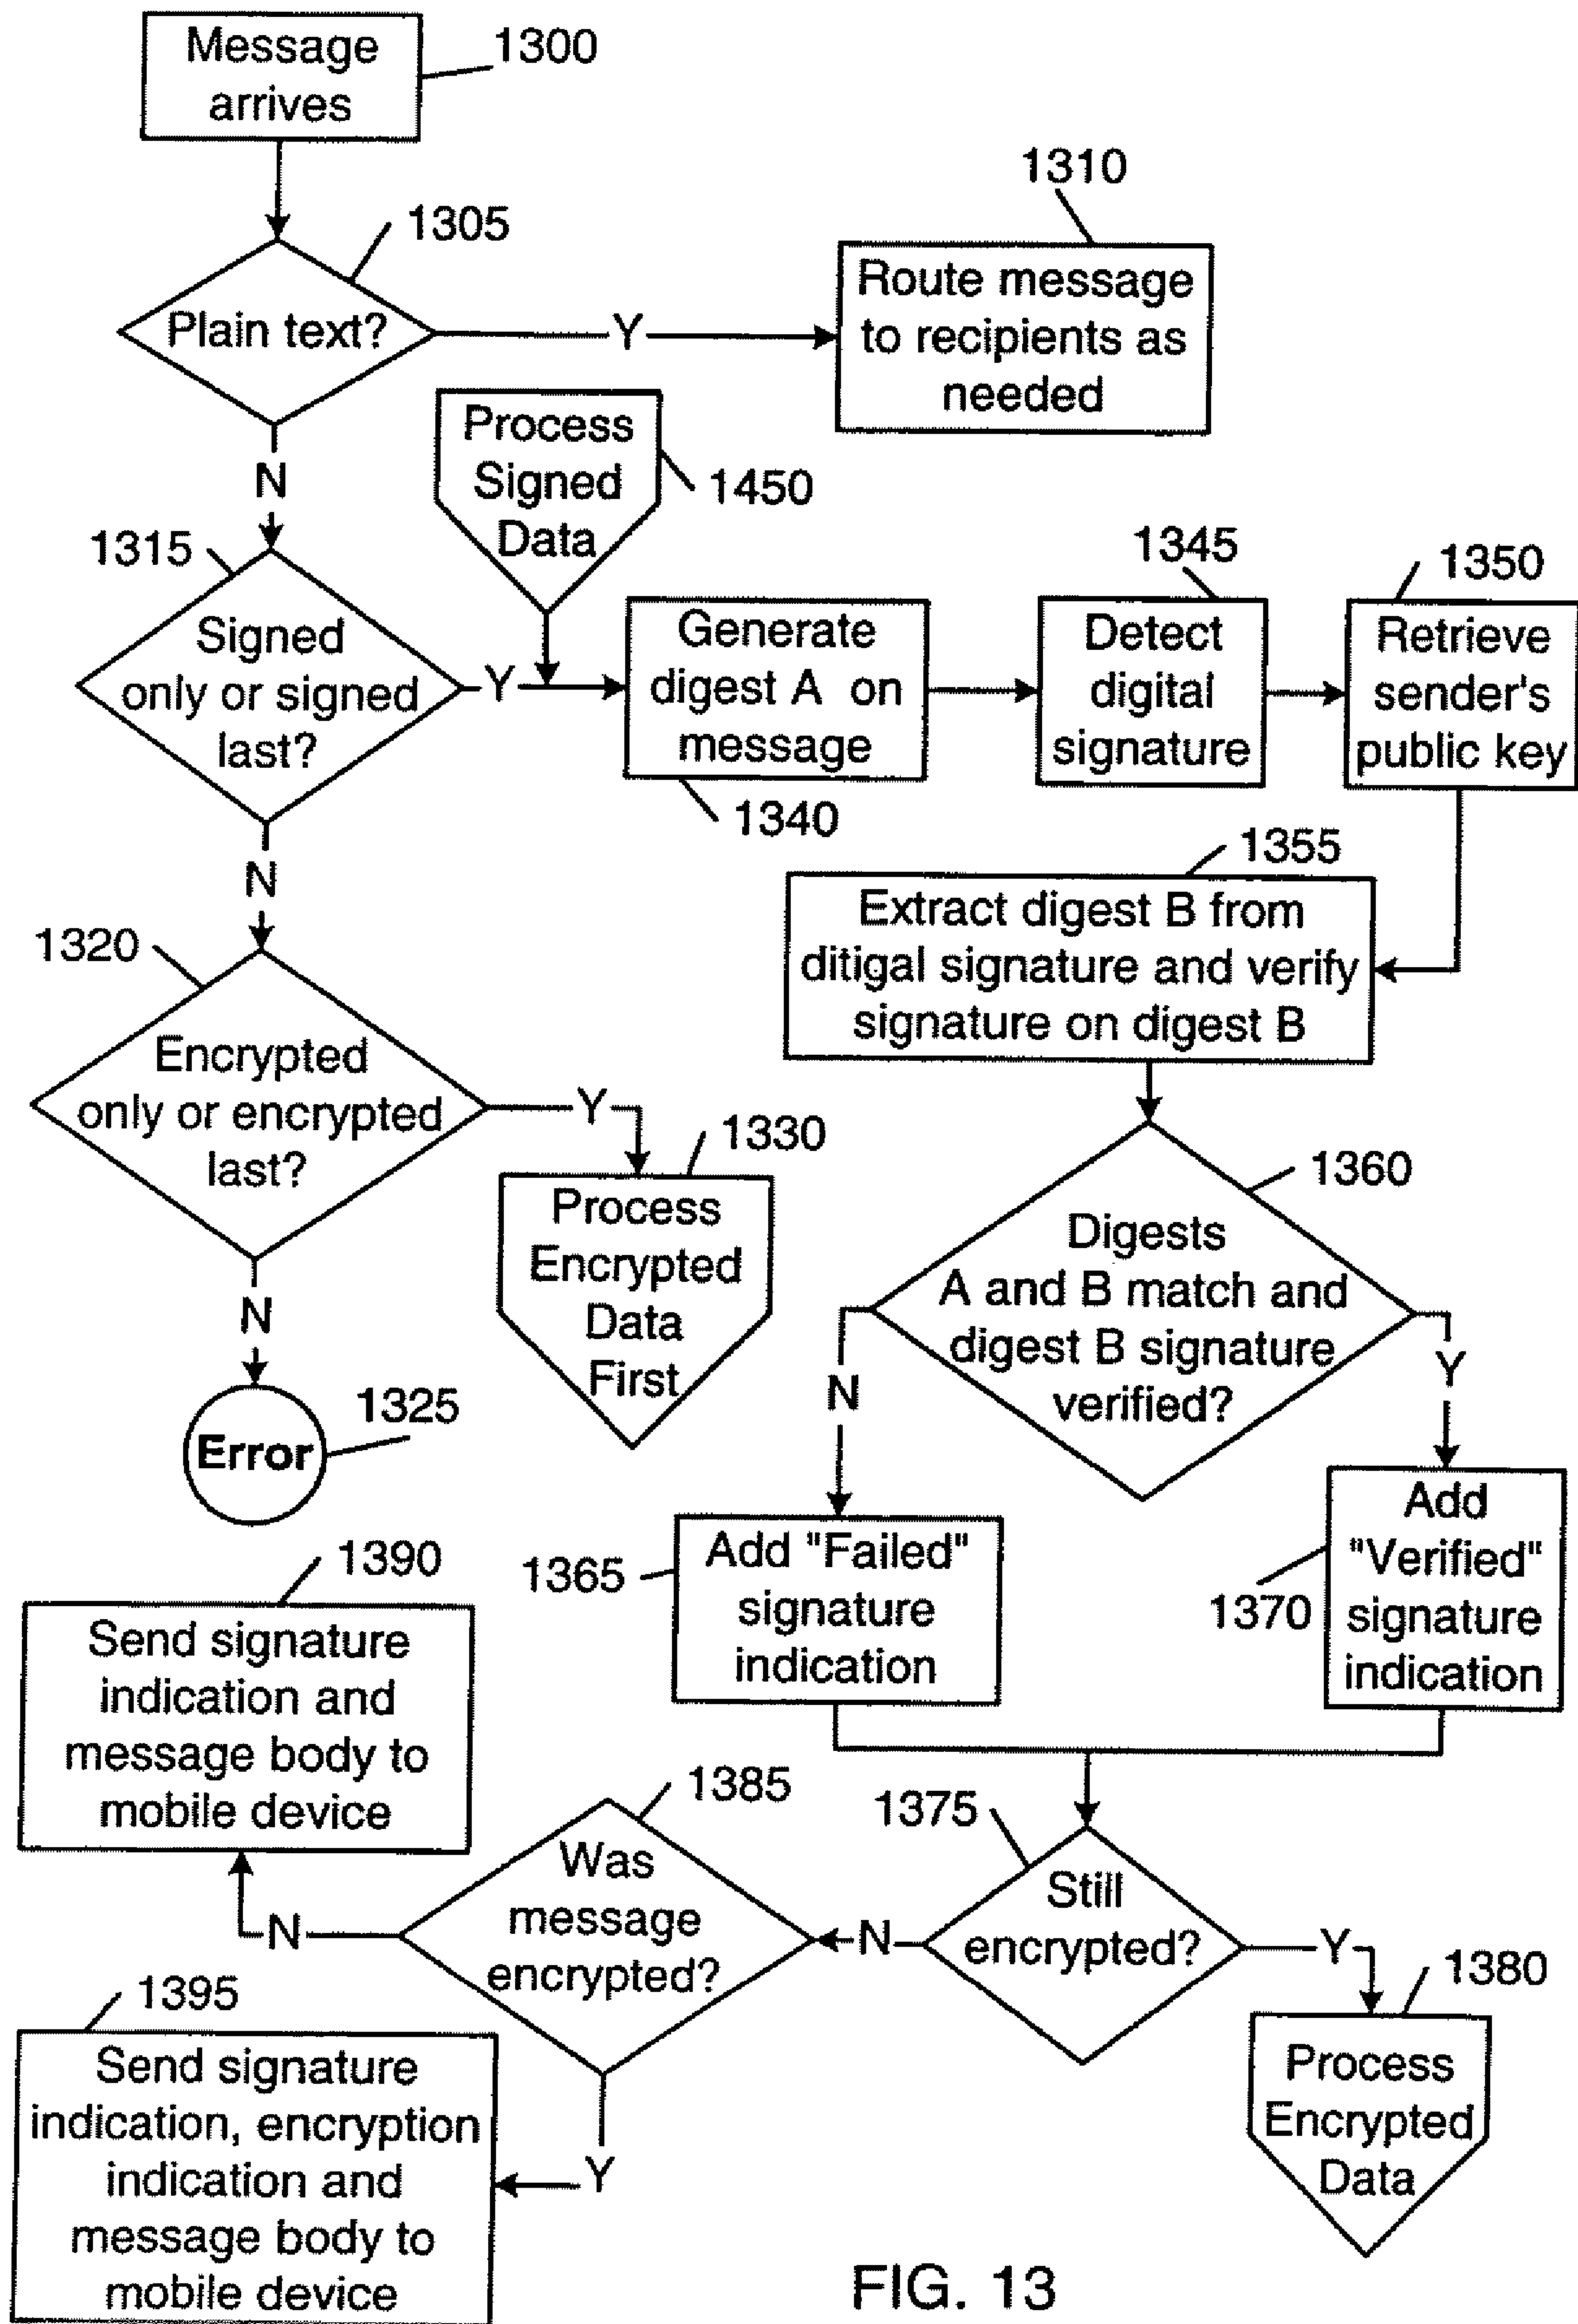 Message
arrives
1300
1305
Plain text?
Y
1310
Route message
to recipients as
needed
N
Process
Signed
Data
1450
1315
Signed
only or signed
last?
Y
Generate
digest A on
message
1340
1345
Detect
digital
signature
1350
Retrieve
sender's
public key
N
1355
Extract digest B from
ditigal signature and verify
signature on digest B
1320
Encrypted
only or encrypted
last?
Y
1330
Process
Encrypted
Data
First
N
1325
Error
1360
Digests
A and B match and
digest B signature
verified?
N
Y
1365
Add "Failed"
signature
indication
1370
Add
"Verified"
signature
indication
1390
Send signature
indication and
message body to
mobile device
1385
Was
message
encrypted?
N
1375
Still
encrypted?
N
Y
1380
Process
Encrypted
Data
1395
Send signature
indication, encryption
indication and
message body to
mobile device
Y
FIG. 13